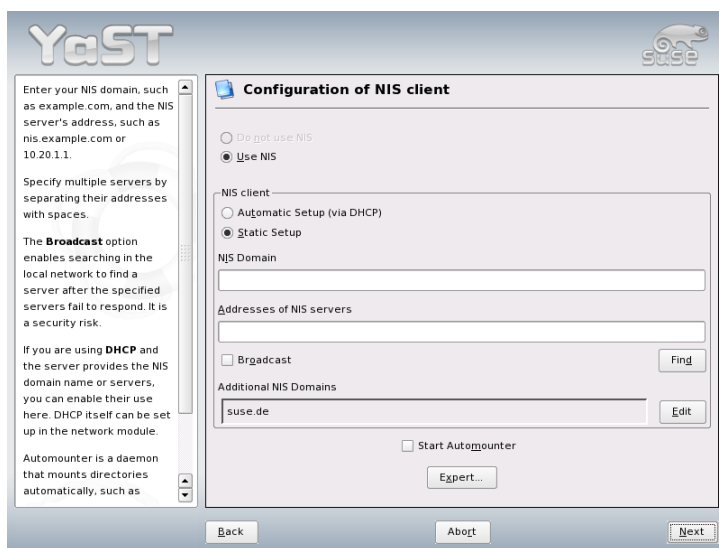 YaST
suse
Enter your NIS domain, such
as example.com, and the NIS
server's address, such as
nis.example.com or
10.20.1.1.
Specify multiple servers by
separating their addresses
with spaces.
The Broadcast option
enables searching in the
local network to find a
server after the specified
servers fail to respond. It is
a security risk.
If you are using DHCP and
the server provides the NIS
domain name or servers,
you can enable their use
here. DHCP itself can be set
up in the network module.
Automounter is a daemon
that mounts directories
automatically, such as
Configuration of NIS client
Do not use NIS
Use NIS
NIS client
Automatic Setup (via DHCP)
Static Setup
NIS Domain
Addresses of NIS servers
Broadcast
Find
Additional NIS Domains
suse.de
Edit
Start Automounter
Expert...
Back
Abort
Next